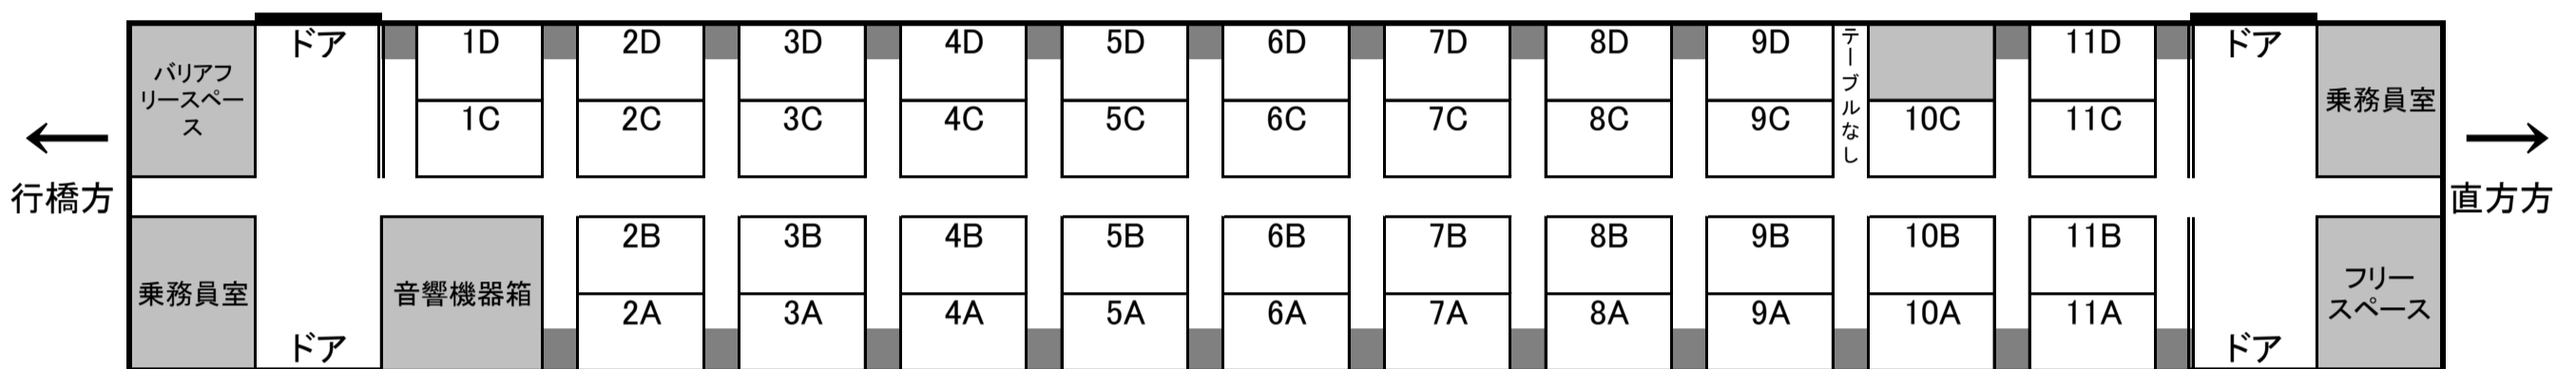 ドア 1D 2D 3D 4D 5D 6D 7D 8D 9D テーブルなし 11D ドア
バリアフ
リースペー
ス
1C 2C 3C 4C 5C 6C 7C 8C 9C 10C 11C 乗務員室
← →
行橋方 直方方
2B 3B 4B 5B 6B 7B 8B 9B 10B 11B
乗務員室 音響機器箱 フリー
スペース
2A 3A 4A 5A 6A 7A 8A 9A 10A 11A
ドア ドア